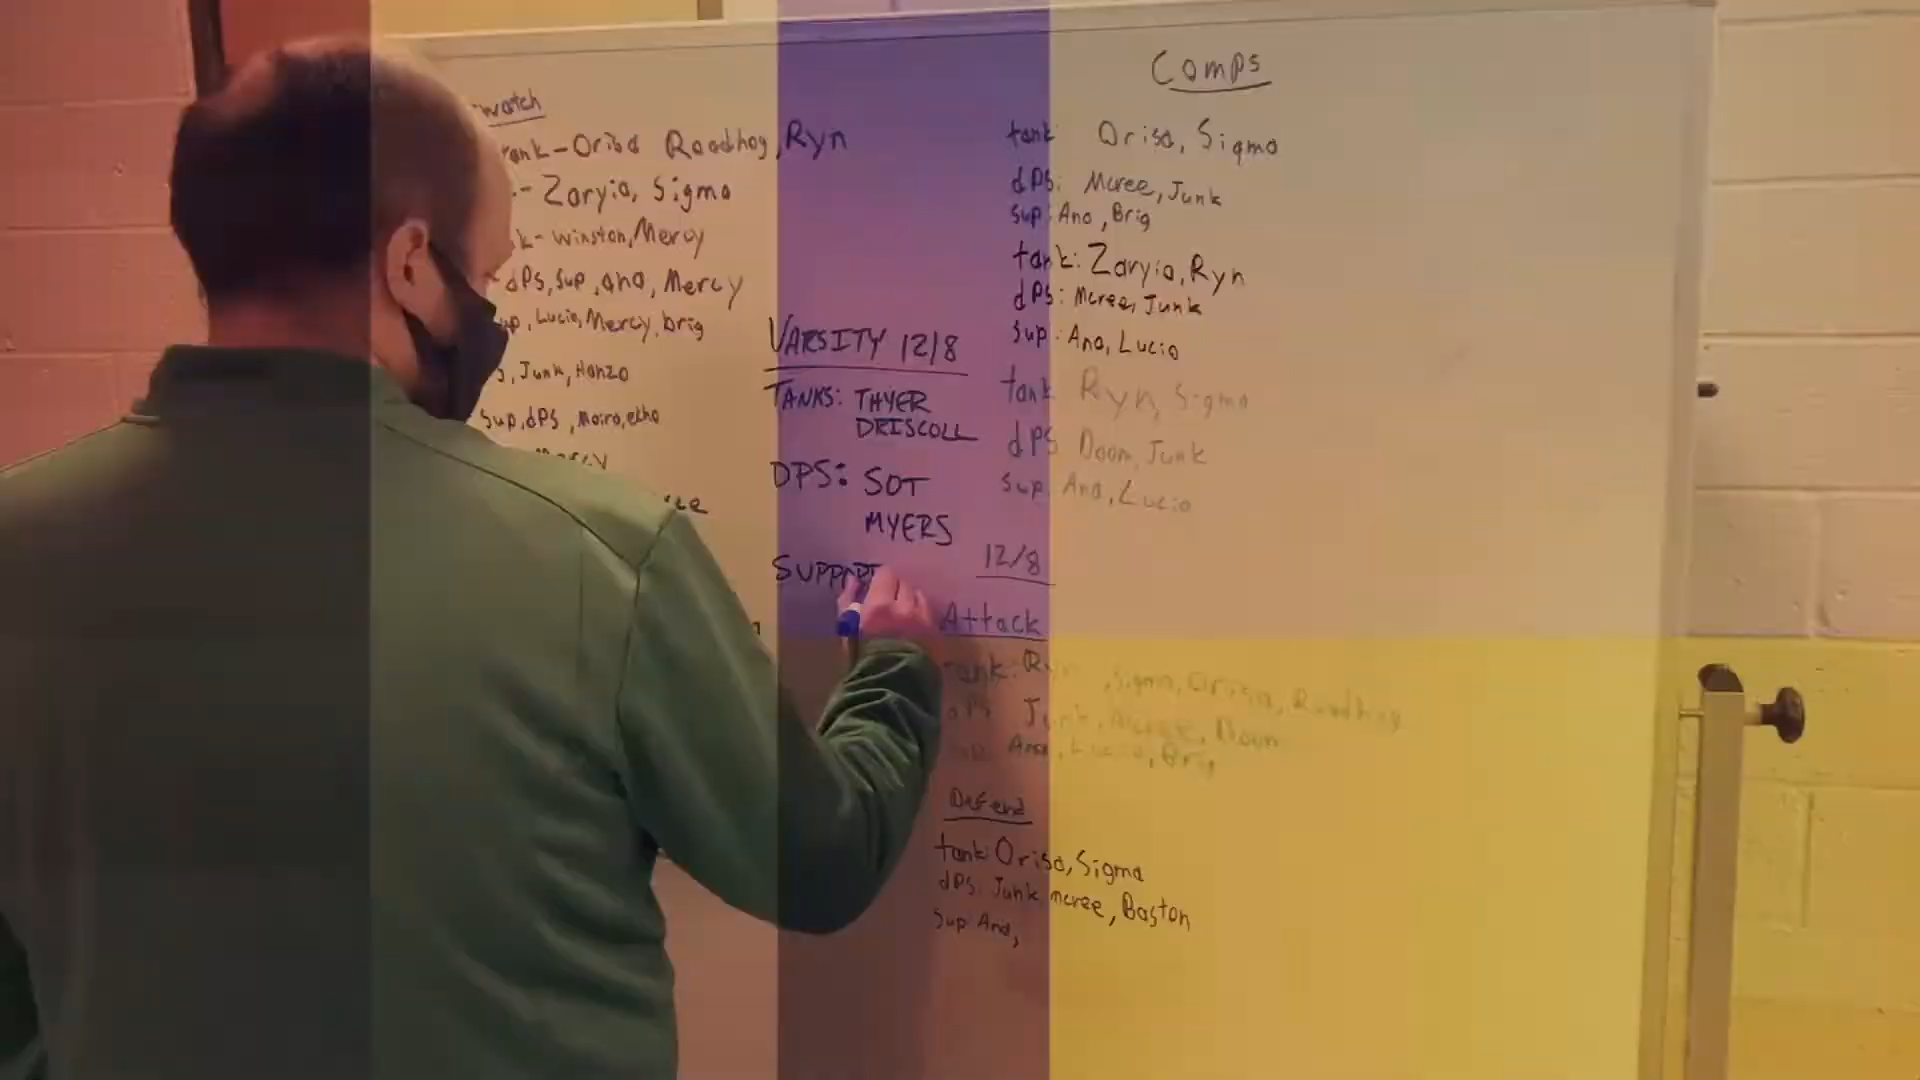 watch
tank-Orisa Roadhog, Ryn
- Zaryia, Sigma
k- Winston, Mercy
dPs, Sup, ana, Mercy
up, Lucio, Mercy, brig
, Junk, Hanzo
Sup, dPs, Moira, echo
Mercy
VARSITY 12/8
TANKS: THYER
DRISCOLL
DPS: SOT
MYERS
SUPPORT
Comps
tank: Orisa, Sigma
dPS: Mcree, Junk
Sup: Ana, Brig
tank: Zaryia, Ryn
dPS: Mcree, Junk
Sup: Ana, Lucio
tank Ryn, Sigma
dPS Doom, Junk
Sup: Ana, Lucio
12/8
Attack
tank: Ryn, Sigma, Orisa, Roadhog
dPS Junk, Mcree, Doom
Ana, Lucio, Brig
Defend
tank: Orisa, Sigma
dPS: Junk, mcree, Baston
Sup: Ana,